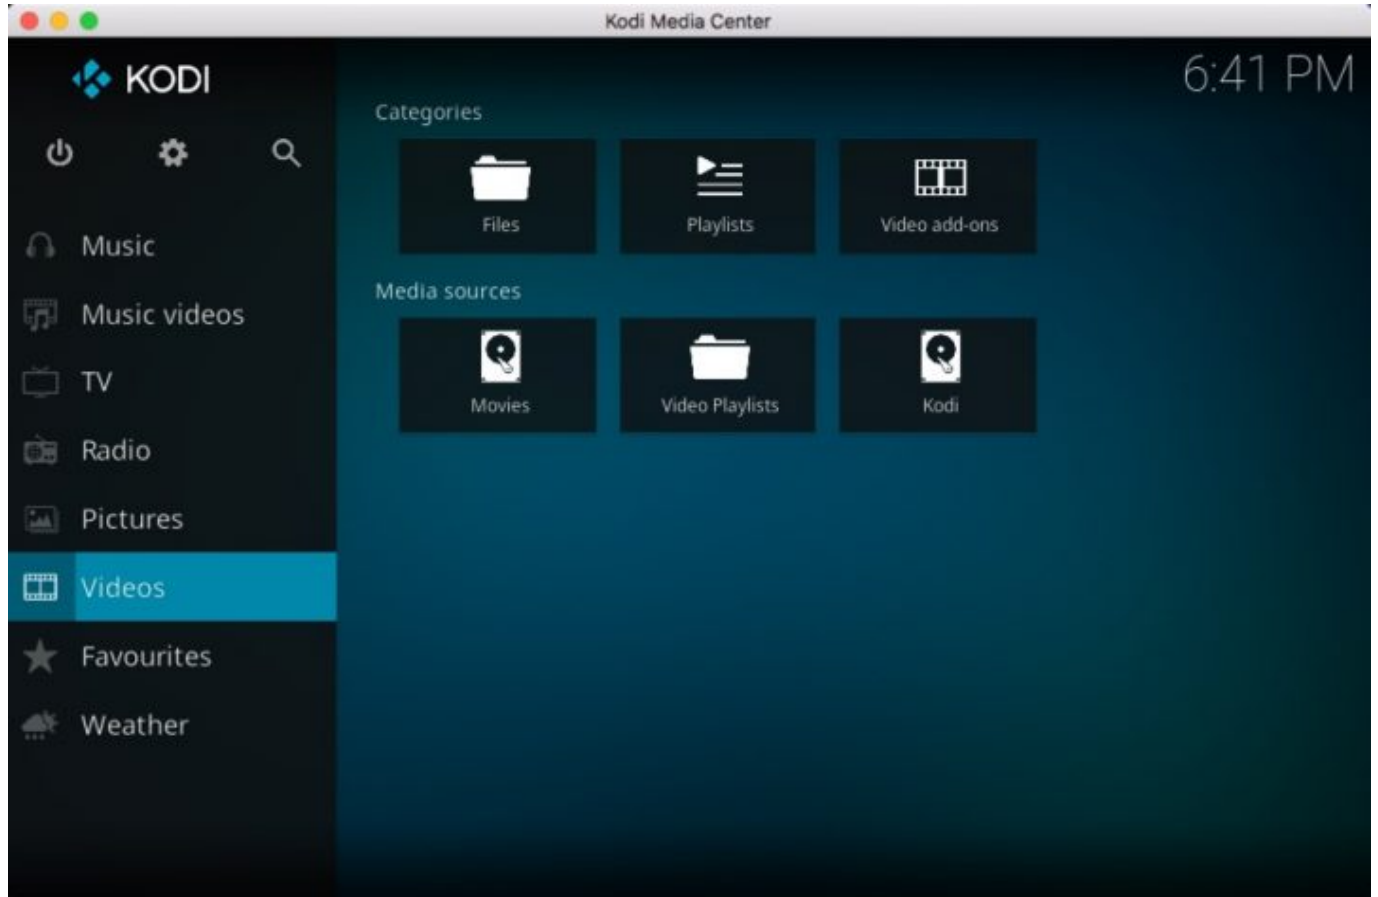 Kodi Media Center
KODI
6:41 PM
Music
Music videos
TV
Radio
Pictures
Videos
Favourites
Weather
Categories
Files
Playlists
Video add-ons
Media sources
Movies
Video Playlists
Kodi